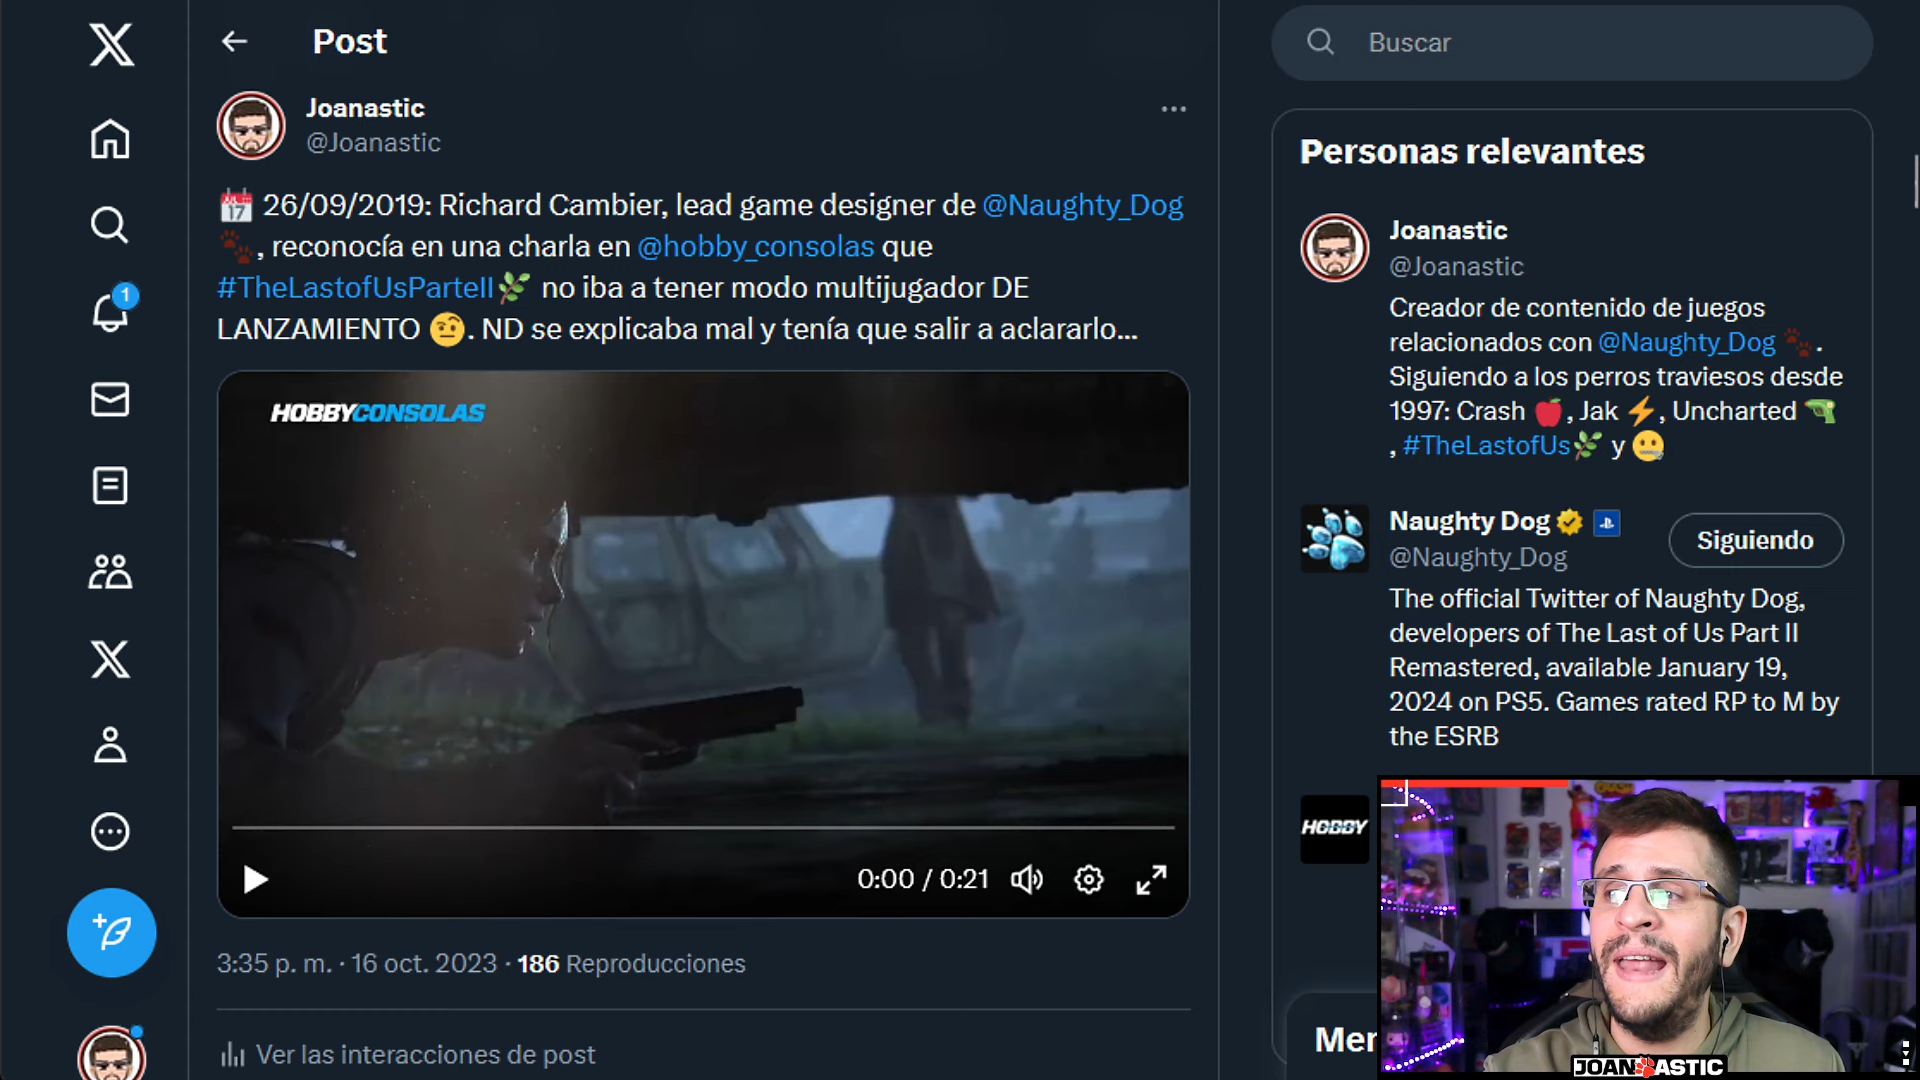 Post
Buscar
Joanastic
@Joanastic
26/09/2019: Richard Cambier, lead game designer de @Naughty_Dog
, reconocía en una charla en @hobby_consolas que
#TheLastofUsParteII no iba a tener modo multijugador DE
LANZAMIENTO . ND se explicaba mal y tenía que salir a aclararlo...
HOBBYCONSOLAS
0:00 / 0:21
3:35 p. m. · 16 oct. 2023 · 186 Reproducciones
Ver las interacciones de post
1
Personas relevantes
Joanastic
@Joanastic
Creador de contenido de juegos
relacionados con @Naughty_Dog .
Siguiendo a los perros traviesos desde
1997: Crash , Jak , Uncharted
, #TheLastofUs y
Naughty Dog
@Naughty_Dog
Siguiendo
The official Twitter of Naughty Dog,
developers of The Last of Us Part II
Remastered, available January 19,
2024 on PS5. Games rated RP to M by
the ESRB
HOBBY
Mer
JOANASTIC